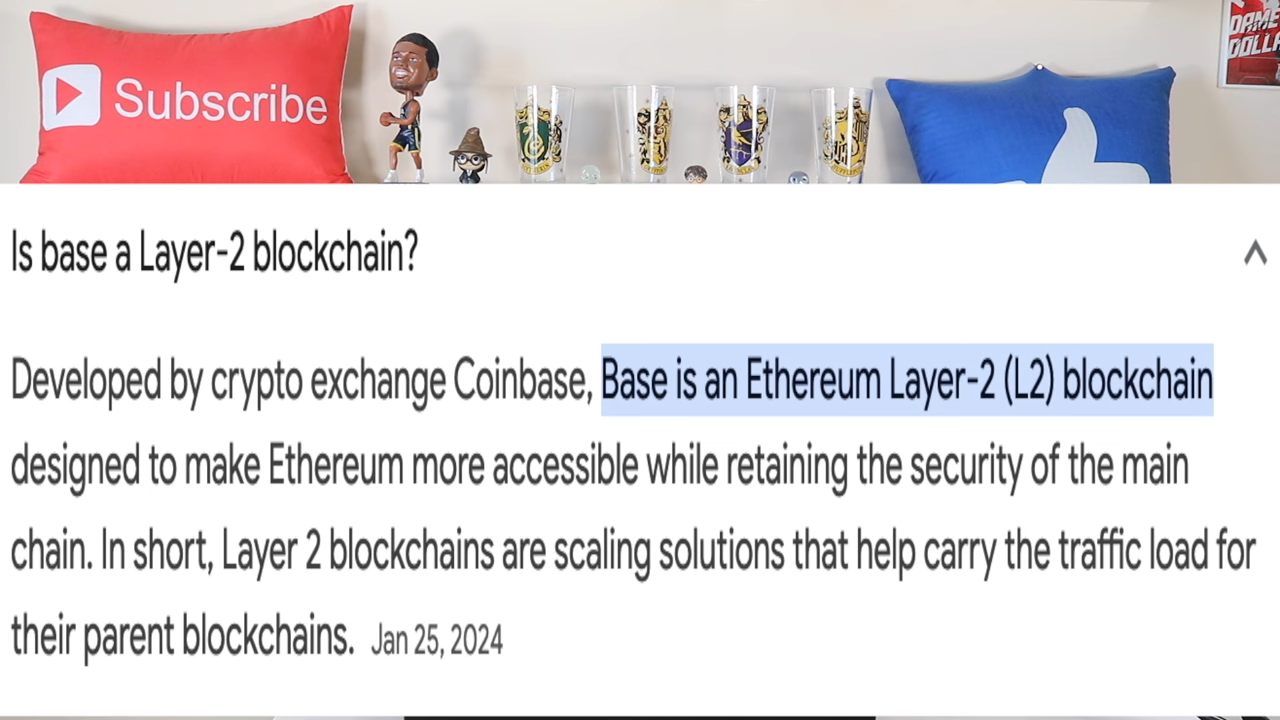 Subscribe
DAME
DOLLA
Is base a Layer-2 blockchain?
Developed by crypto exchange Coinbase, Base is an Ethereum Layer-2 (L2) blockchain
designed to make Ethereum more accessible while retaining the security of the main
chain. In short, Layer 2 blockchains are scaling solutions that help carry the traffic load for
their parent blockchains. Jan 25, 2024